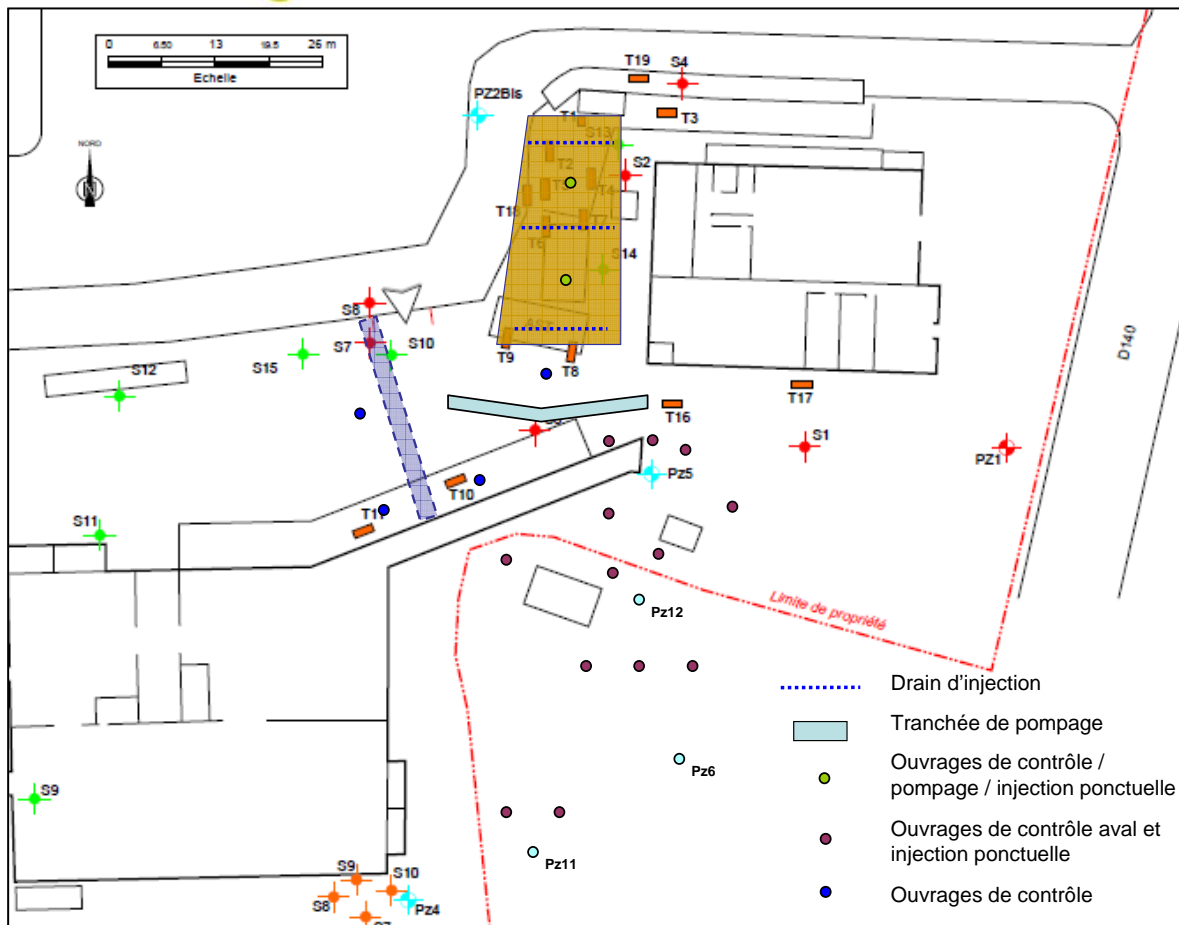 0 6.50 13 19.5 26 m
Echelle
T19
S4
PZ2Bis
T3
T1
S13
NORD
T2
S2
T4
T18
T7
T6
S14
S8
S7
S10
S15
T9
T8
S12
T17
T16
D140
S1
PZ1
Pz5
T10
T11
S11
Pz12
Limite de propriété
Drain d'injection
Tranchée de pompage
Pz6
Ouvrages de contrôle /
pompage / injection ponctuelle
S9
Ouvrages de contrôle aval et
injection ponctuelle
Pz11
S9
S10
Ouvrages de contrôle
S8
Pz4